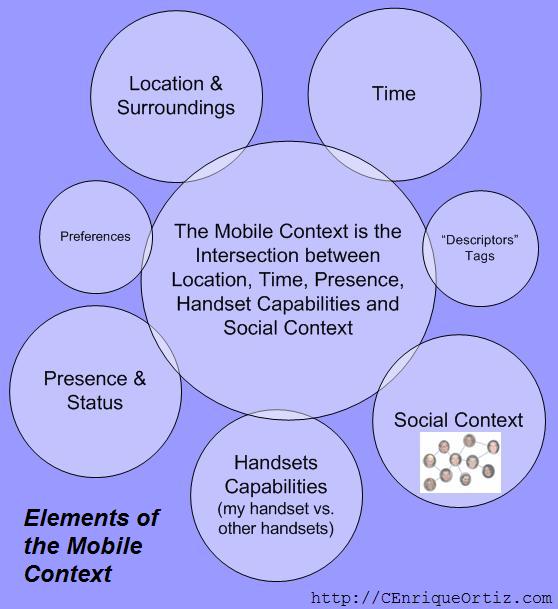 Location &
Surroundings
Time
Preferences
The Mobile Context is the
Intersection between
Location, Time, Presence,
Handset Capabilities and
Social Context
“Descriptors”
Tags
Presence &
Status
Social Context
Handsets
Capabilities
(my handset vs.
other handsets)
Elements of
the Mobile
Context
http://CEnriqueOrtiz.com